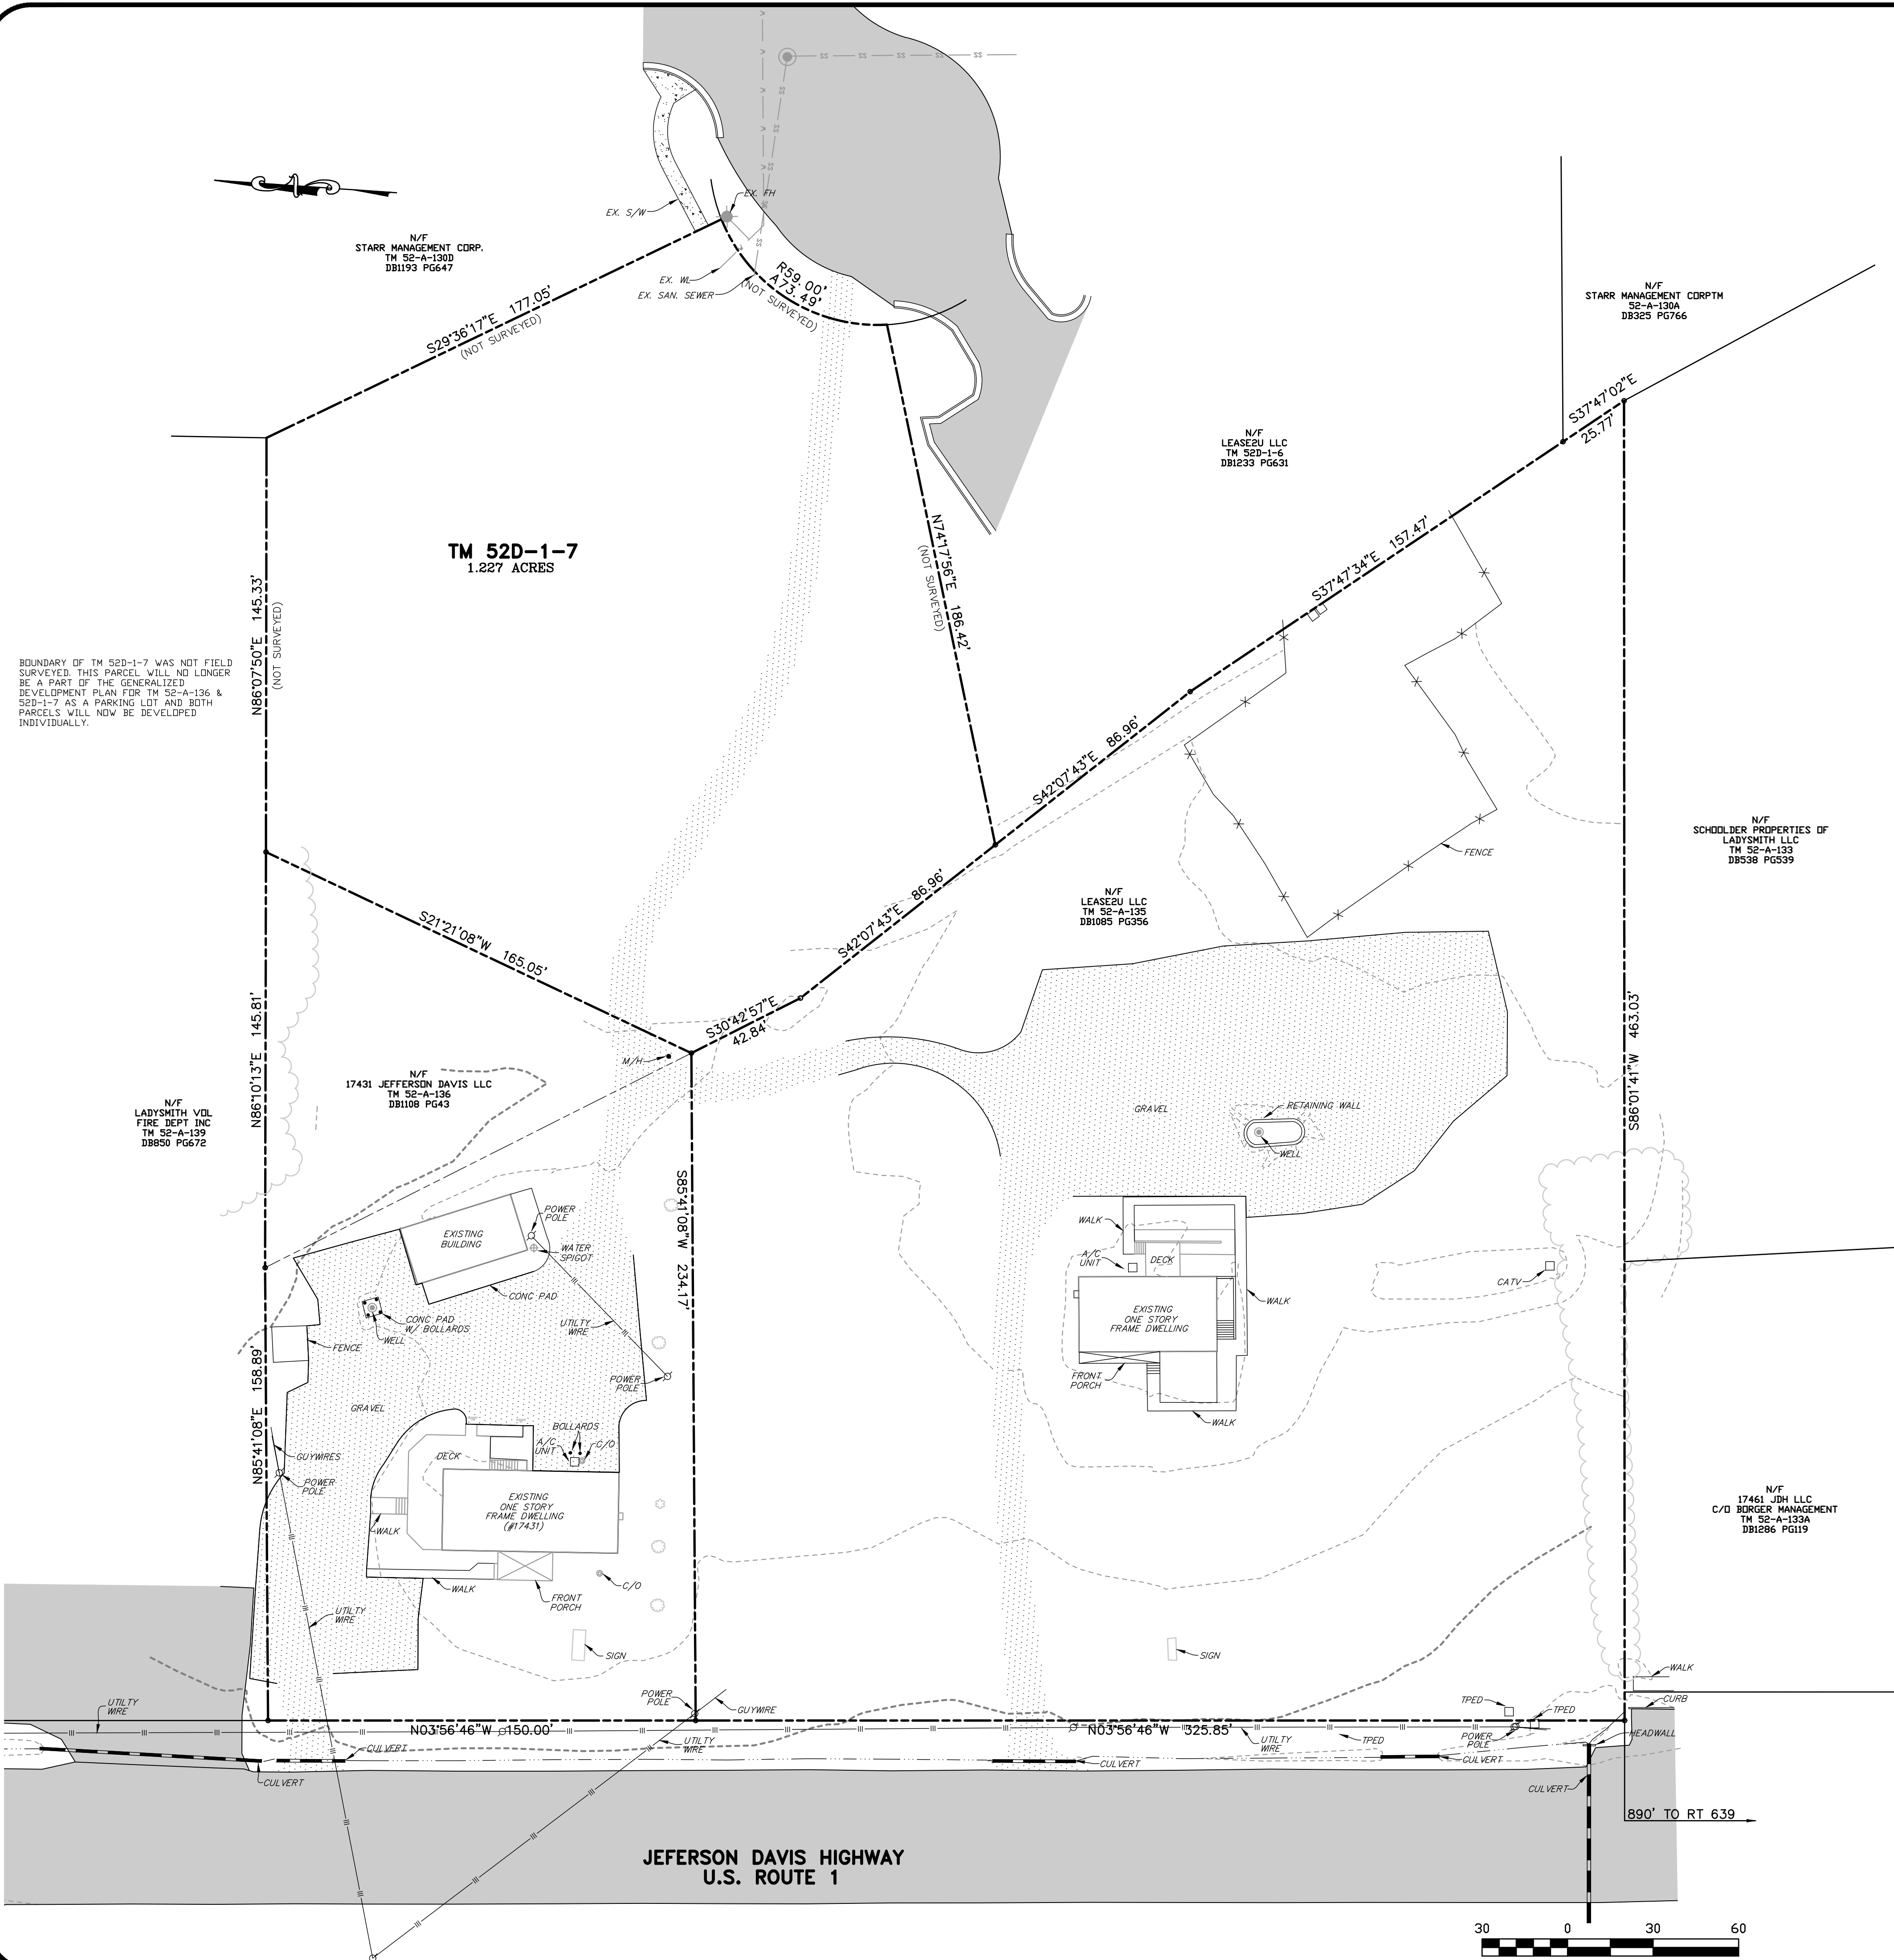 EX. FH
EX. S/W
N/F
STARR MANAGEMENT CORP.
TM 52-A-130D
DB1193 PG647
EX. WL
EX. SAN. SEWER
R59.00'
A73.49'
(NOT SURVEYED)
S29°36'17"E 177.05'
(NOT SURVEYED)
N/F
STARR MANAGEMENT CORPTM
52-A-130A
DB325 PG766
S37°47'02"E
25.77'
N/F
LEASE2U LLC
TM 52D-1-6
DB1233 PG631
TM 52D-1-7
1.227 ACRES
N74°17'56"E 186.42'
(NOT SURVEYED)
S37°47'34"E 157.47'
N86°07'50"E 145.33'
(NOT SURVEYED)
BOUNDARY OF TM 52D-1-7 WAS NOT FIELD
SURVEYED. THIS PARCEL WILL NO LONGER
BE A PART OF THE GENERALIZED
DEVELOPMENT PLAN FOR TM 52-A-136 &
52D-1-7 AS A PARKING LOT AND BOTH
PARCELS WILL NOW BE DEVELOPED
INDIVIDUALLY.
S42°07'43"E 86.96'
N/F
SCHOOLDER PROPERTIES OF
LADYSMITH LLC
TM 52-A-133
DB538 PG539
FENCE
N/F
LEASE2U LLC
TM 52-A-135
DB1085 PG356
S42°07'43"E 86.96'
S21°21'08"W 165.05'
S30°42'57"E
42.84'
M/H
S86°01'41"W 463.03'
N86°10'13"E 145.81'
N/F
17431 JEFFERSON DAVIS LLC
TM 52-A-136
DB1108 PG43
N/F
LADYSMITH VOL
FIRE DEPT INC
TM 52-A-139
DB850 PG672
GRAVEL
RETAINING WALL
WELL
S85°41'08"W 234.17'
POWER
POLE
EXISTING
BUILDING
WATER
SPIGOT
CONC PAD
WALK
A/C
UNIT
DECK
CATV
WALK
CONC PAD
W/ BOLLARDS
WELL
FENCE
UTILTY
WIRE
EXISTING
ONE STORY
FRAME DWELLING
POWER
POLE
FRONT
PORCH
WALK
N85°41'08"E 158.89'
GRAVEL
BOLLARDS
A/C
UNIT
C/O
DECK
GUYWIRES
POWER
POLE
EXISTING
ONE STORY
FRAME DWELLING
(#17431)
WALK
N/F
17461 JDH LLC
C/O BORGER MANAGEMENT
TM 52-A-133A
DB1286 PG119
C/O
WALK
FRONT
PORCH
UTILTY
WIRE
SIGN
SIGN
WALK
POWER
POLE
GUYWIRE
TPED
TPED
CURB
UTILTY
WIRE
N03°56'46"W 150.00'
N03°56'46"W 325.85'
UTILTY
WIRE
UTILTY
WIRE
TPED
POWER
POLE
HEADWALL
CULVERT
CULVERT
CULVERT
CULVERT
CULVERT
890' TO RT 639
JEFERSON DAVIS HIGHWAY
U.S. ROUTE 1
30 0 30 60